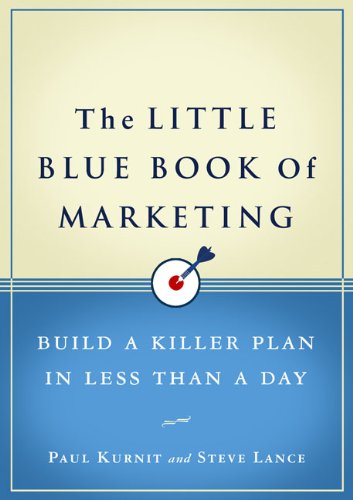 The LITTLE
BLUE BOOK of
MARKETING
BUILD A KILLER PLAN
IN LESS THAN A DAY
PAUL KURNIT and STEVE LANCE